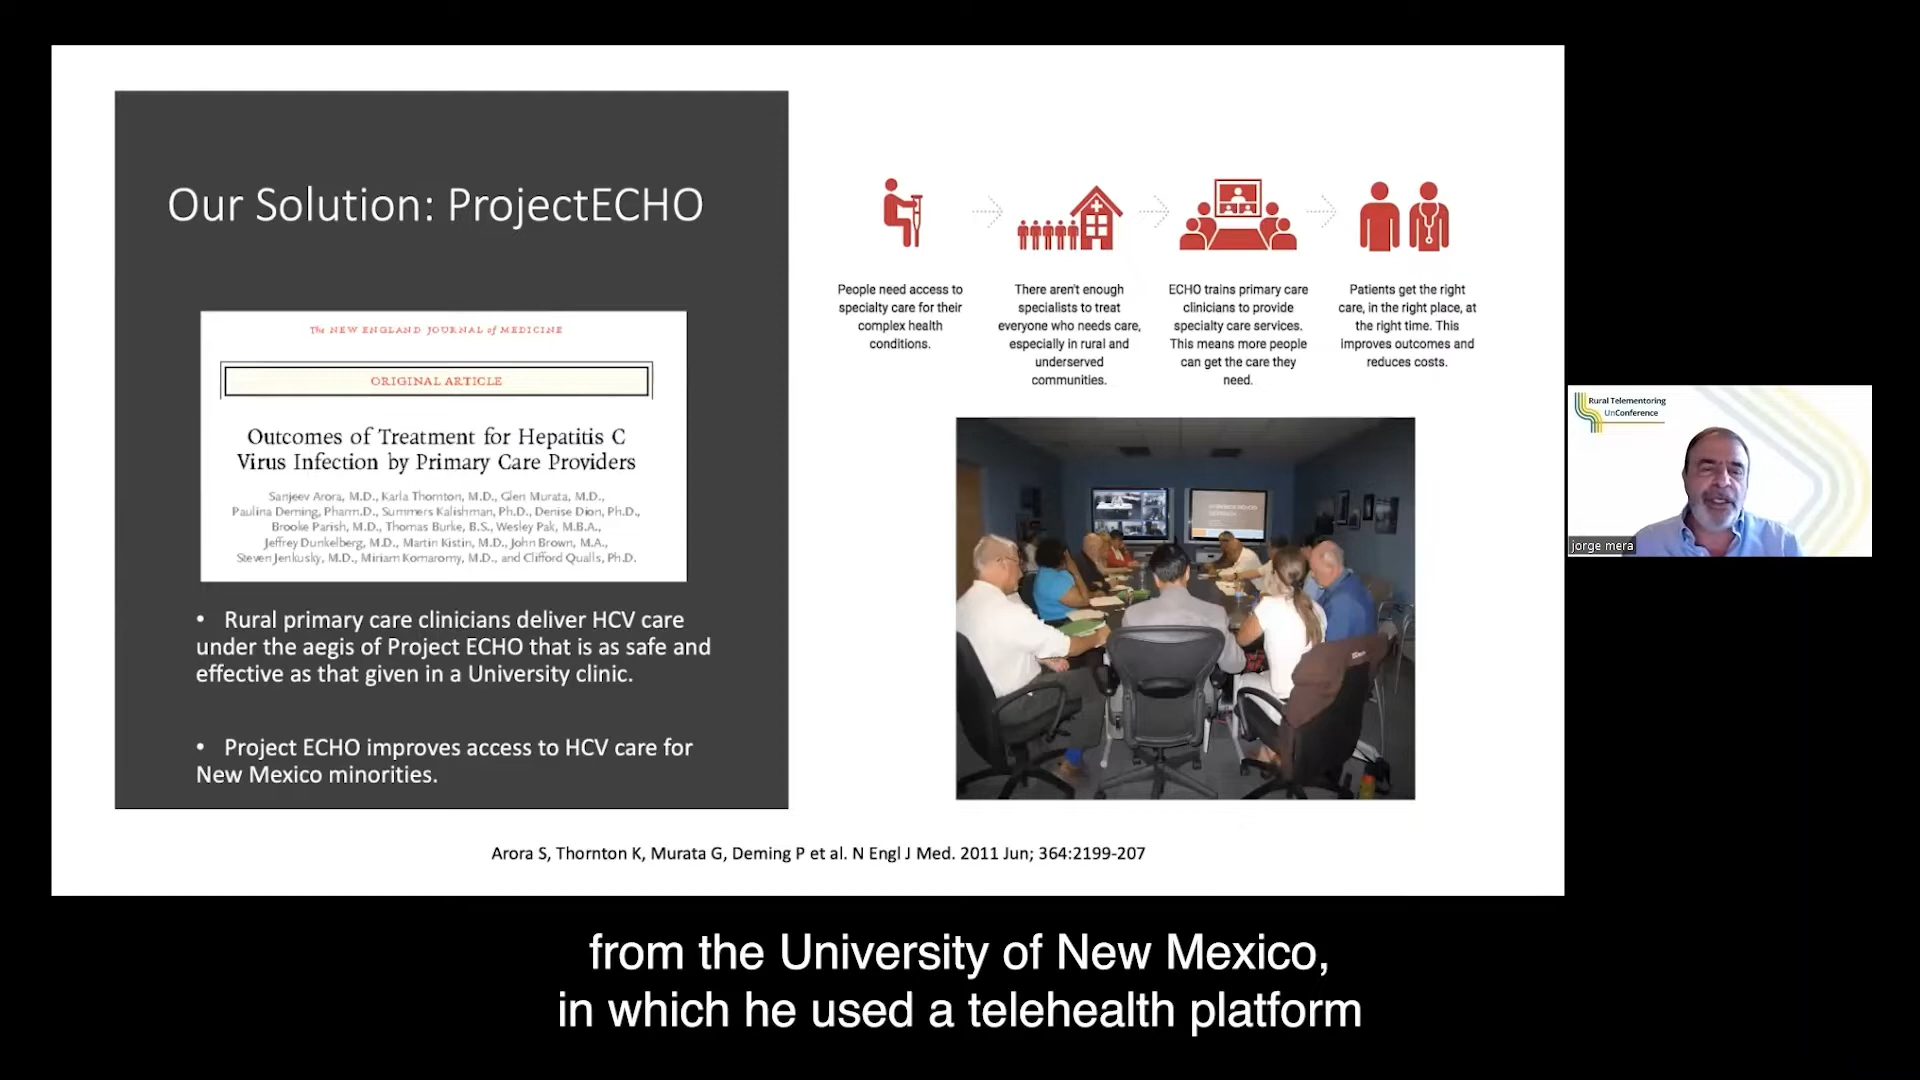 Our Solution: ProjectECHO
The NEW ENGLAND JOURNAL of MEDICINE
ORIGINAL ARTICLE
Outcomes of Treatment for Hepatitis C
Virus Infection by Primary Care Providers
Sanjeev Arora, M.D., Karla Thornton, M.D., Glen Murata, M.D.,
Paulina Deming, Pharm.D., Summers Kalishman, Ph.D., Denise Dion, Ph.D.,
Brooke Parish, M.D., Thomas Burke, B.S., Wesley Pak, M.B.A.,
Jeffrey Dunkelberg, M.D., Martin Kistin, M.D., John Brown, M.A.,
Steven Jenkusky, M.D., Miriam Komaromy, M.D., and Clifford Qualls, Ph.D.
• Rural primary care clinicians deliver HCV care
under the aegis of Project ECHO that is as safe and
effective as that given in a University clinic.
• Project ECHO improves access to HCV care for
New Mexico minorities.
People need access to
specialty care for their
complex health
conditions.
There aren't enough
specialists to treat
everyone who needs care,
especially in rural and
underserved
communities.
ECHO trains primary care
clinicians to provide
specialty care services.
This means more people
can get the care they
need.
Patients get the right
care, in the right place, at
the right time. This
improves outcomes and
reduces costs.
Arora S, Thornton K, Murata G, Deming P et al. N Engl J Med. 2011 Jun; 364:2199-207
Rural Telementoring
UnConference
jorge mera
from the University of New Mexico,
in which he used a telehealth platform